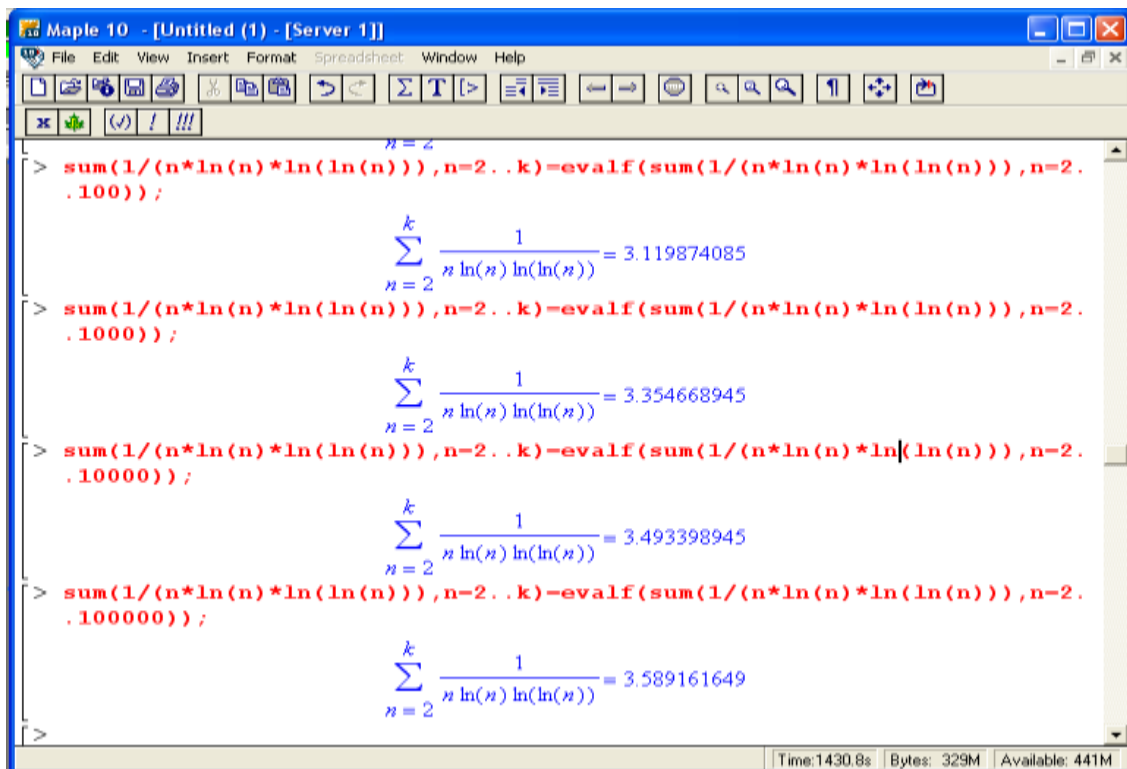 Maple 10 - [Untitled (1) - [Server 1]]
File Edit View Insert Format Spreadsheet Window Help
n = 2
> sum(1/(n*ln(n)*ln(ln(n))),n=2..k)=evalf(sum(1/(n*ln(n)*ln(ln(n))),n=2.
.100));
k
∑ 1 / (n ln(n) ln(ln(n))) = 3.119874085
n = 2
> sum(1/(n*ln(n)*ln(ln(n))),n=2..k)=evalf(sum(1/(n*ln(n)*ln(ln(n))),n=2.
.1000));
k
∑ 1 / (n ln(n) ln(ln(n))) = 3.354668945
n = 2
> sum(1/(n*ln(n)*ln(ln(n))),n=2..k)=evalf(sum(1/(n*ln(n)*ln(ln(n))),n=2.
.10000));
k
∑ 1 / (n ln(n) ln(ln(n))) = 3.493398945
n = 2
> sum(1/(n*ln(n)*ln(ln(n))),n=2..k)=evalf(sum(1/(n*ln(n)*ln(ln(n))),n=2.
.100000));
k
∑ 1 / (n ln(n) ln(ln(n))) = 3.589161649
n = 2
>
Time:1430.8s Bytes: 329M Available: 441M